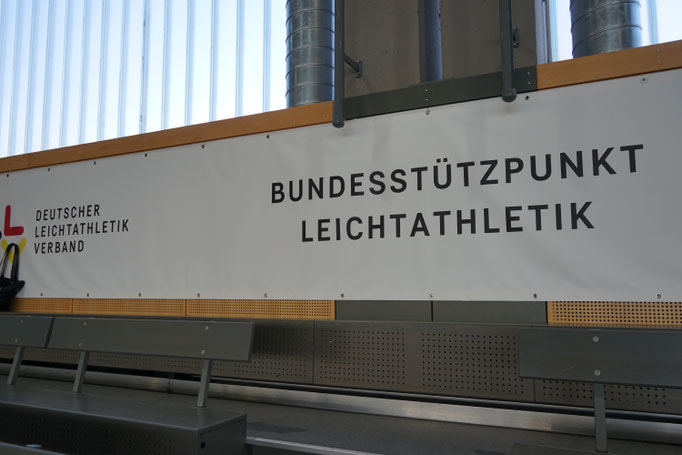 DEUTSCHER
LEICHTATHLETIK
VERBAND
BUNDESSTÜTZPUNKT
LEICHTATHLETIK